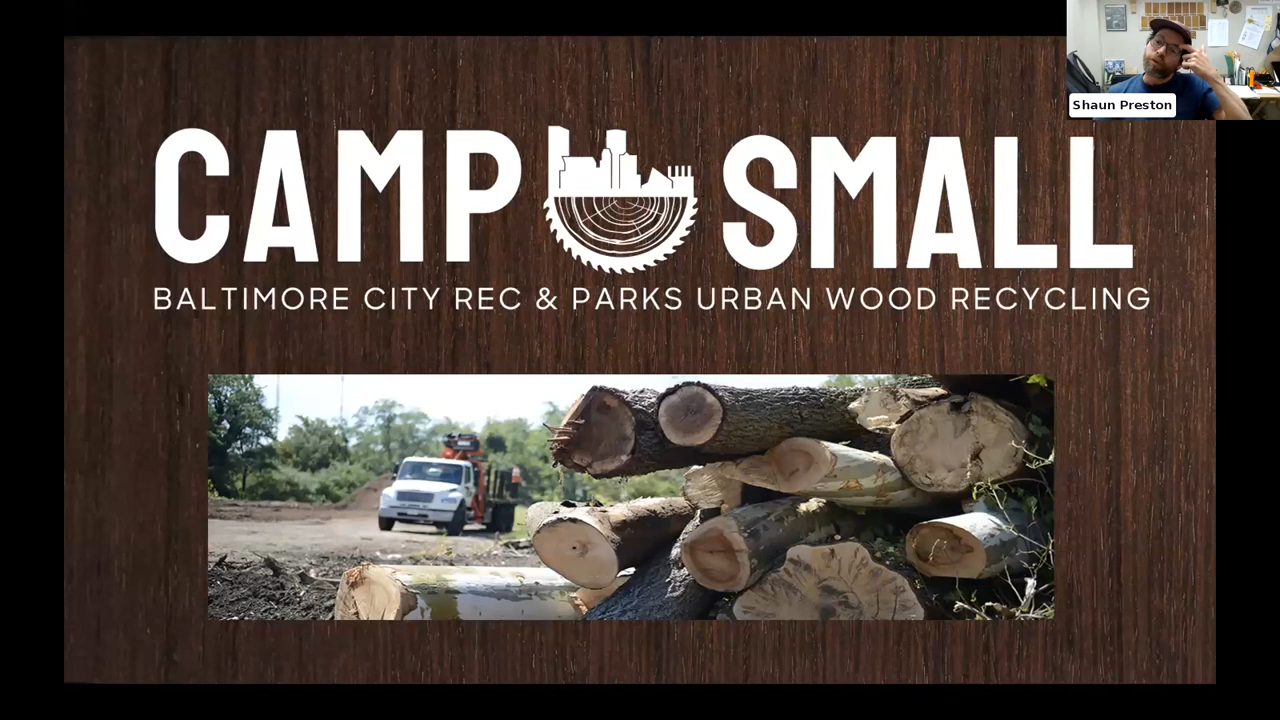 Shaun Preston
CAMP SMALL
BALTIMORE CITY REC & PARKS URBAN WOOD RECYCLING